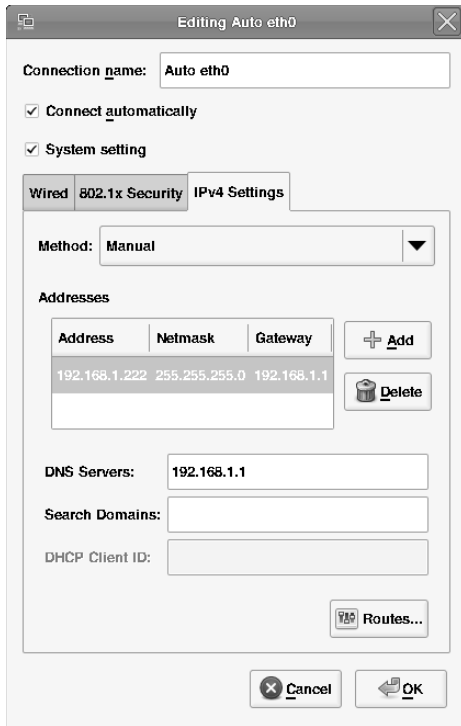 Editing Auto eth0
Connection name: Auto eth0
Connect automatically
System setting
Wired 802.1x Security IPv4 Settings
Method: Manual
Addresses
Address Netmask Gateway
Add
192.168.1.222 255.255.255.0 192.168.1.1
Delete
DNS Servers: 192.168.1.1
Search Domains:
DHCP Client ID:
Routes...
Cancel OK